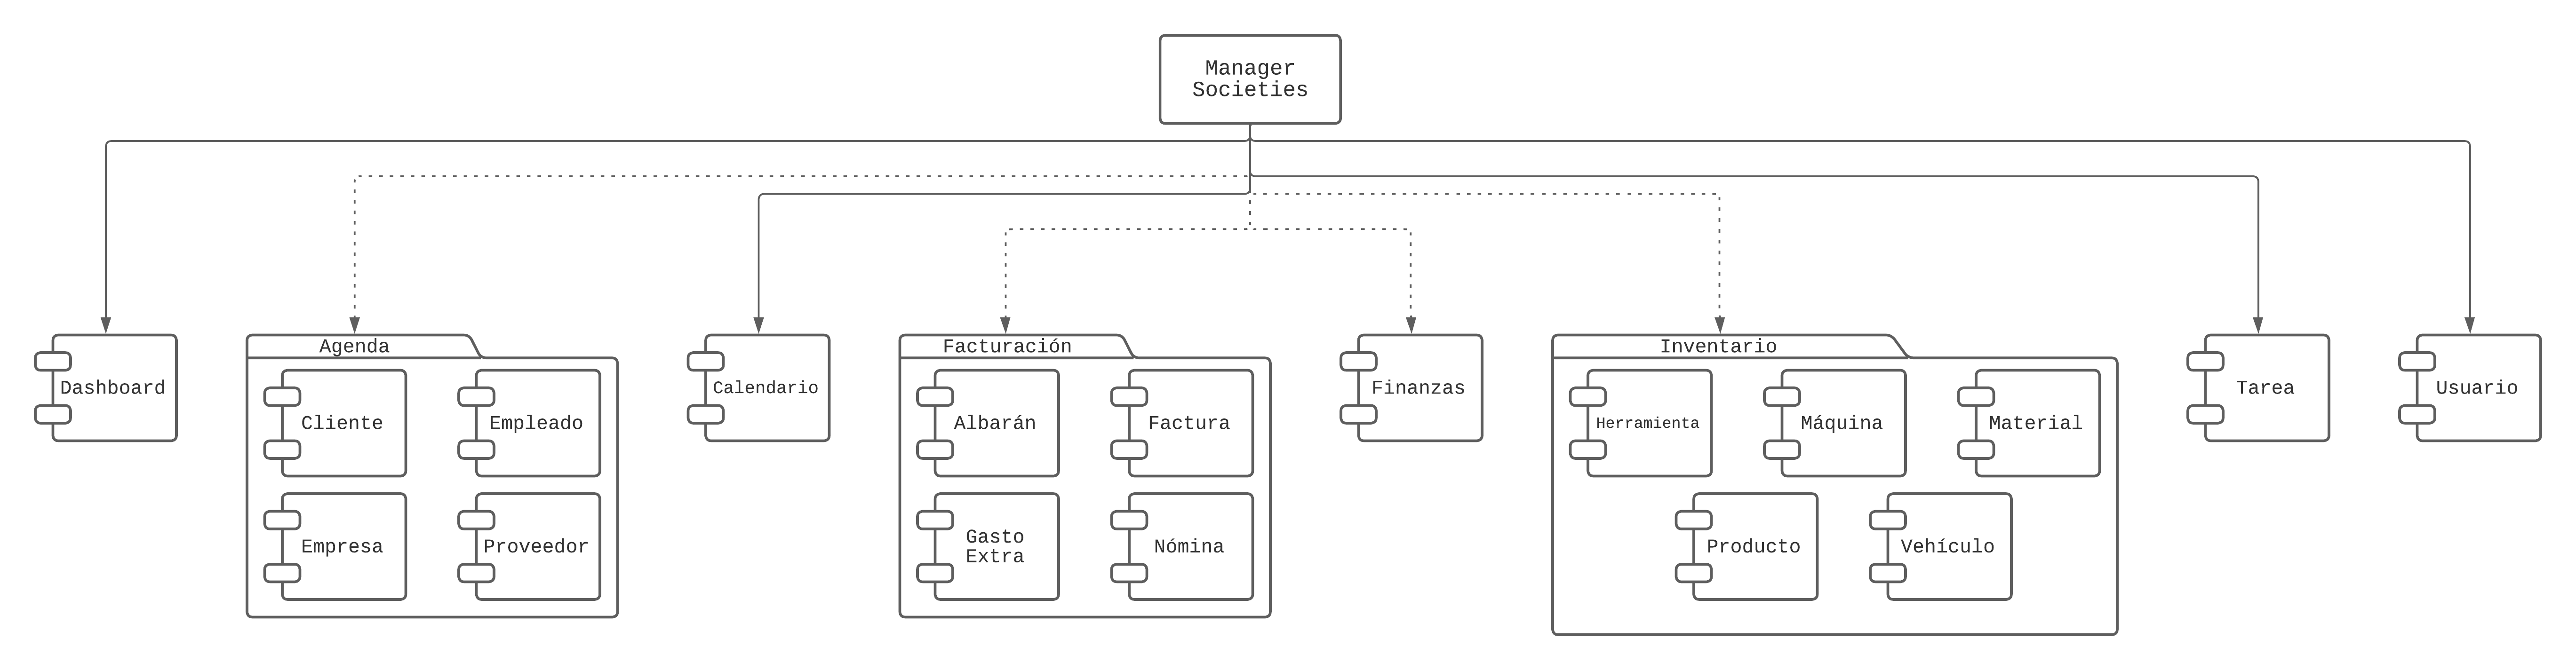 Manager
Societies
Dashboard
Agenda
Cliente
Empleado
Empresa
Proveedor
Calendario
Facturación
Albarán
Factura
Gasto
Extra
Nómina
Finanzas
Inventario
Herramienta
Máquina
Material
Producto
Vehículo
Tarea
Usuario